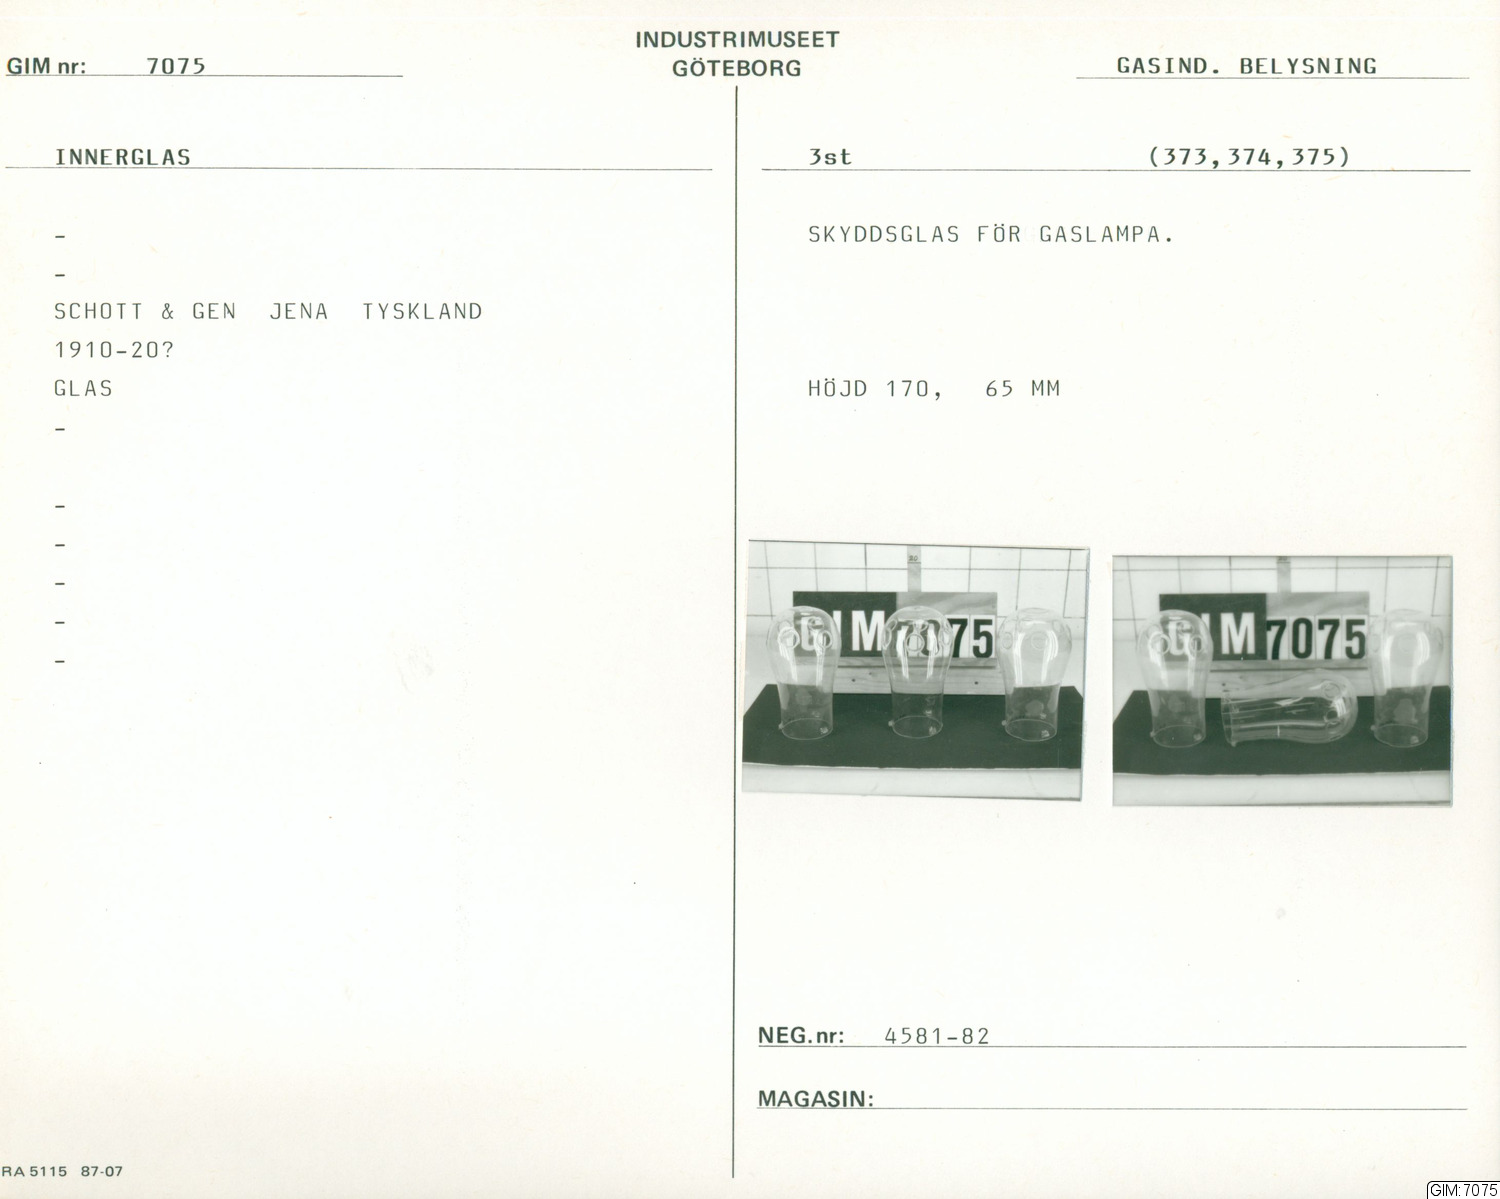 INDUSTRIMUSEET
GÖTEBORG
GIM nr: 7075
GASIND. BELYSNING
INNERGLAS
3st (373,374,375)
-
-
SCHOTT & GEN JENA TYSKLAND
1910-20?
GLAS
-
-
-
-
-
-
SKYDDSGLAS FÖR GASLAMPA.
HÖJD 170, 65 MM
20
GIM 7075
GIM 7075
NEG.nr: 4581-82
MAGASIN:
RA 5115 87-07
GIM:7075